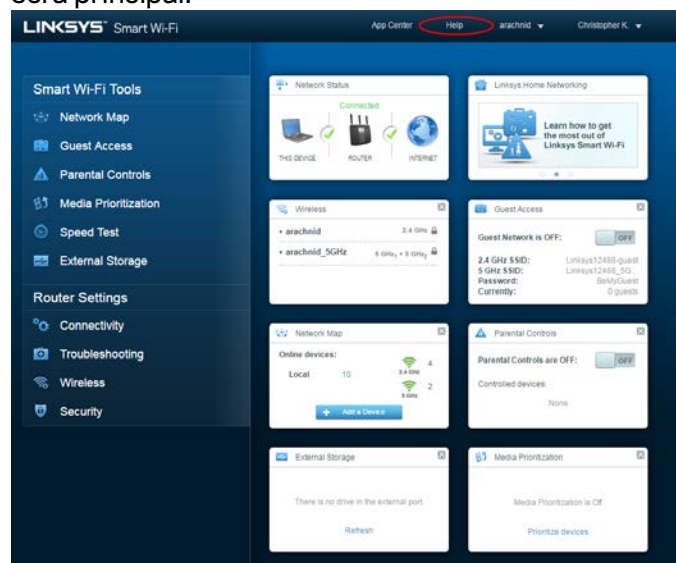 LINKSYS Smart Wi-Fi
App Center
Help
arachnid
Christopher K.
Smart Wi-Fi Tools
Network Map
Guest Access
Parental Controls
Media Prioritization
Speed Test
External Storage
Router Settings
Connectivity
Troubleshooting
Wireless
Security
Network Status
Connected
THIS DEVICE ROUTER INTERNET
Linksys Home Networking
Learn how to get
the most out of
Linksys Smart Wi-Fi
Wireless
arachnid 2.4 GHz
arachnid_5GHz 5 GHz1 + 5 GHz2
Guest Access
Guest Network is OFF: OFF
2.4 GHz SSID: Linksys12488-guest
5 GHz SSID: Linksys12488_5G...
Password: BeMyGuest
Currently: 0 guests
Network Map
Online devices:
Local 10
4
2.4 GHz
2
5 GHz
+ Add a Device
Parental Controls
Parental Controls are OFF: OFF
Controlled devices:
None
External Storage
There is no drive in the external port.
Refresh
Media Prioritization
Media Prioritization is Off
Prioritize devices